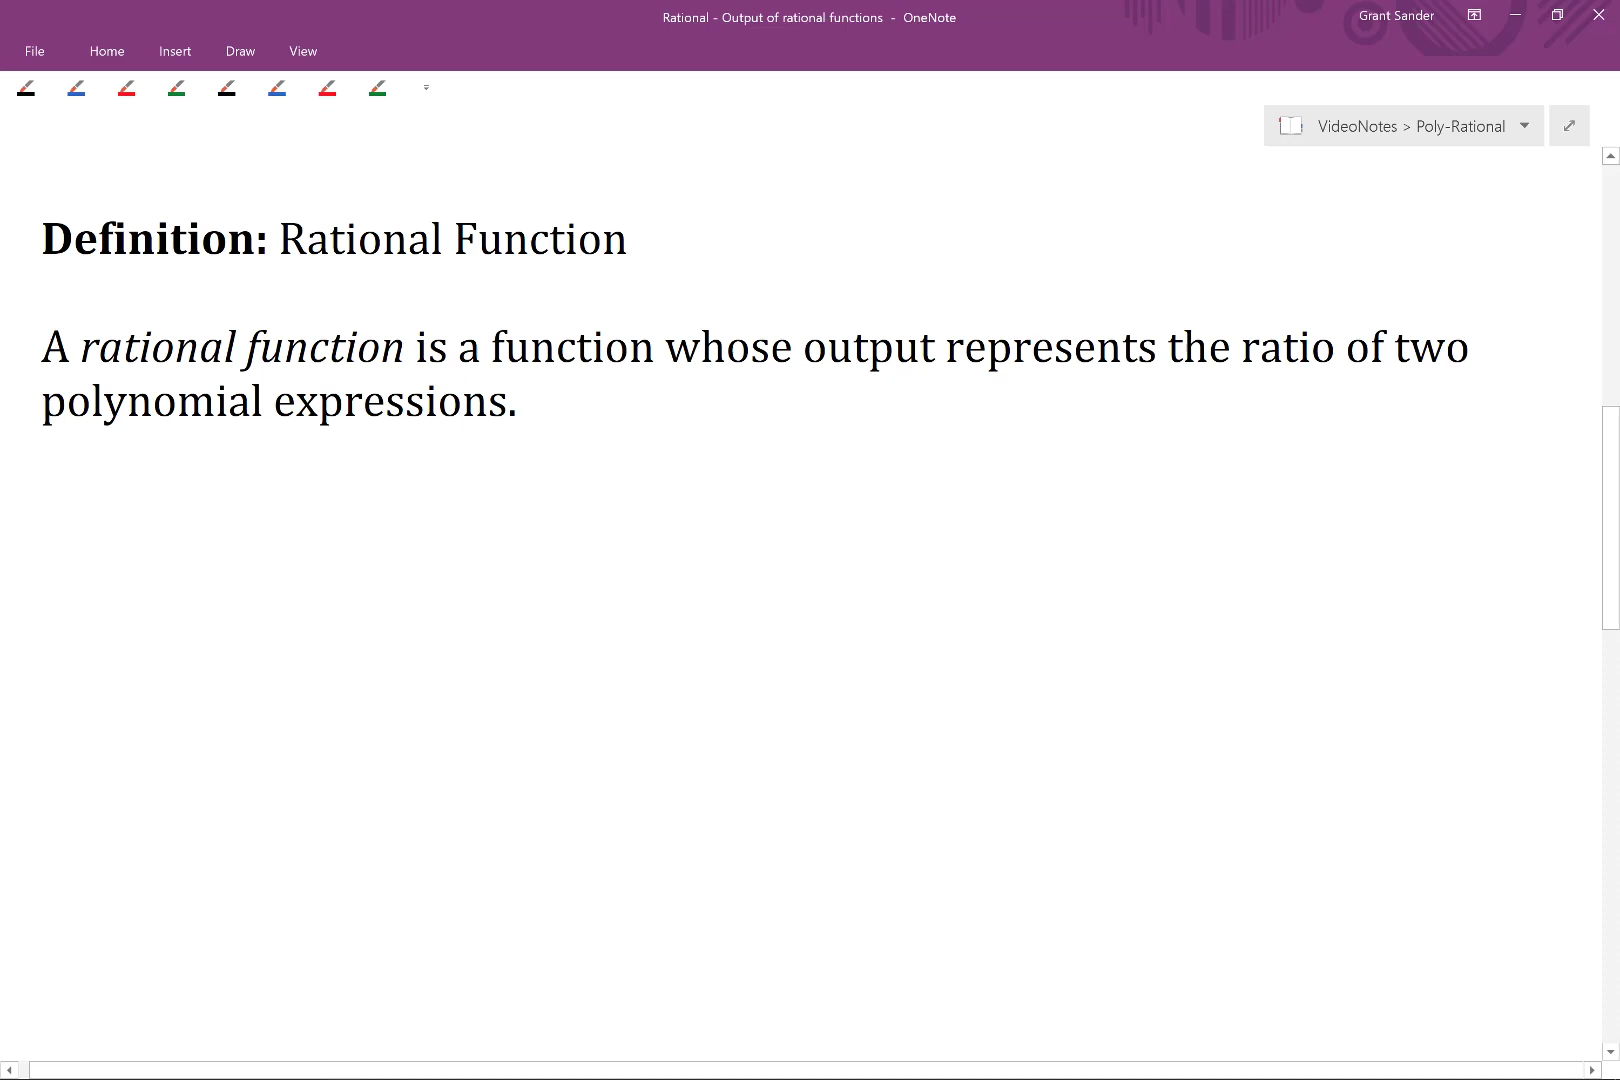 Rational - Output of rational functions - OneNote
Grant Sander
File Home Insert Draw View
VideoNotes > Poly-Rational
Definition: Rational Function
A rational function is a function whose output represents the ratio of two
polynomial expressions.